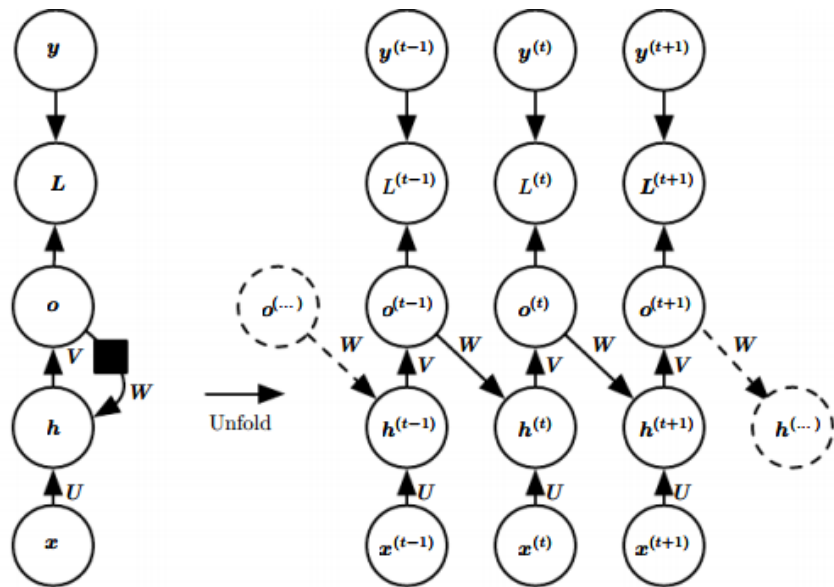 y y^(t−1) y^(t) y^(t+1)
L L^(t−1) L^(t) L^(t+1)
o o^(...) o^(t−1) o^(t) o^(t+1)
W W W W
V V V V
W
Unfold
h h^(t−1) h^(t) h^(t+1) h^(...)
U U U U
x x^(t−1) x^(t) x^(t+1)